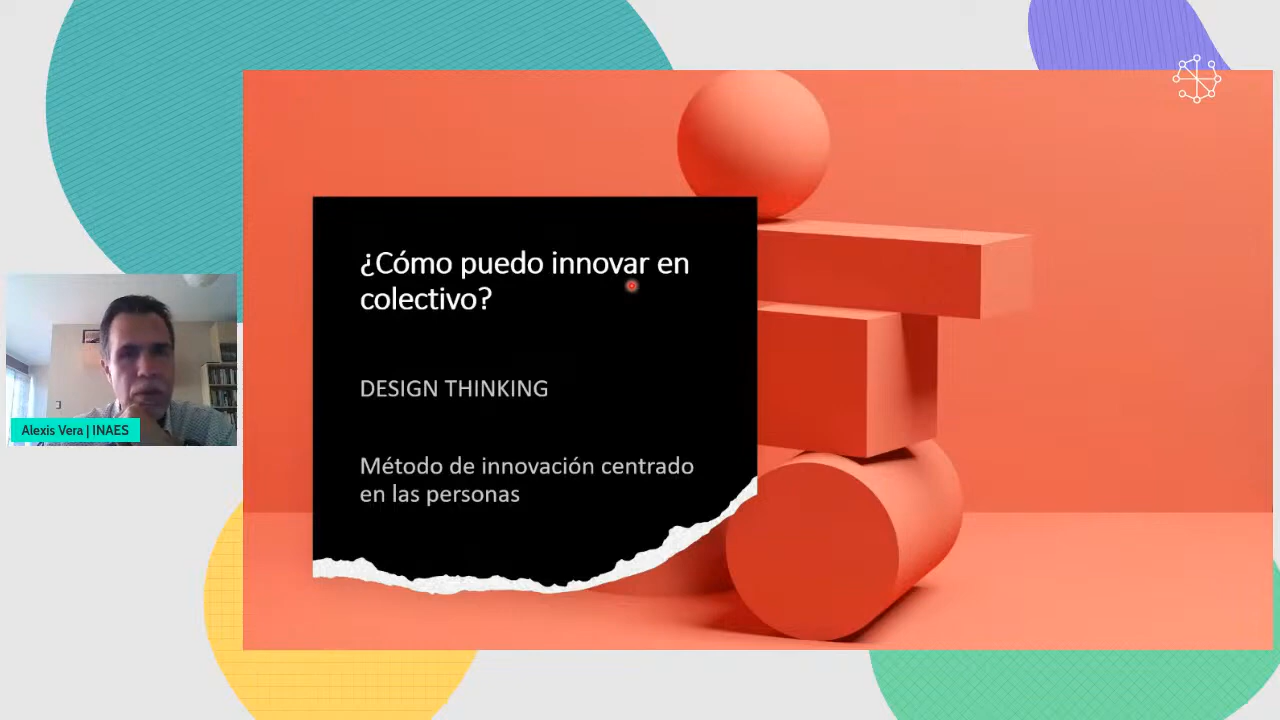 ¿Cómo puedo innovar en
colectivo?
DESIGN THINKING
Método de innovación centrado
en las personas
Alexis Vera | INAES